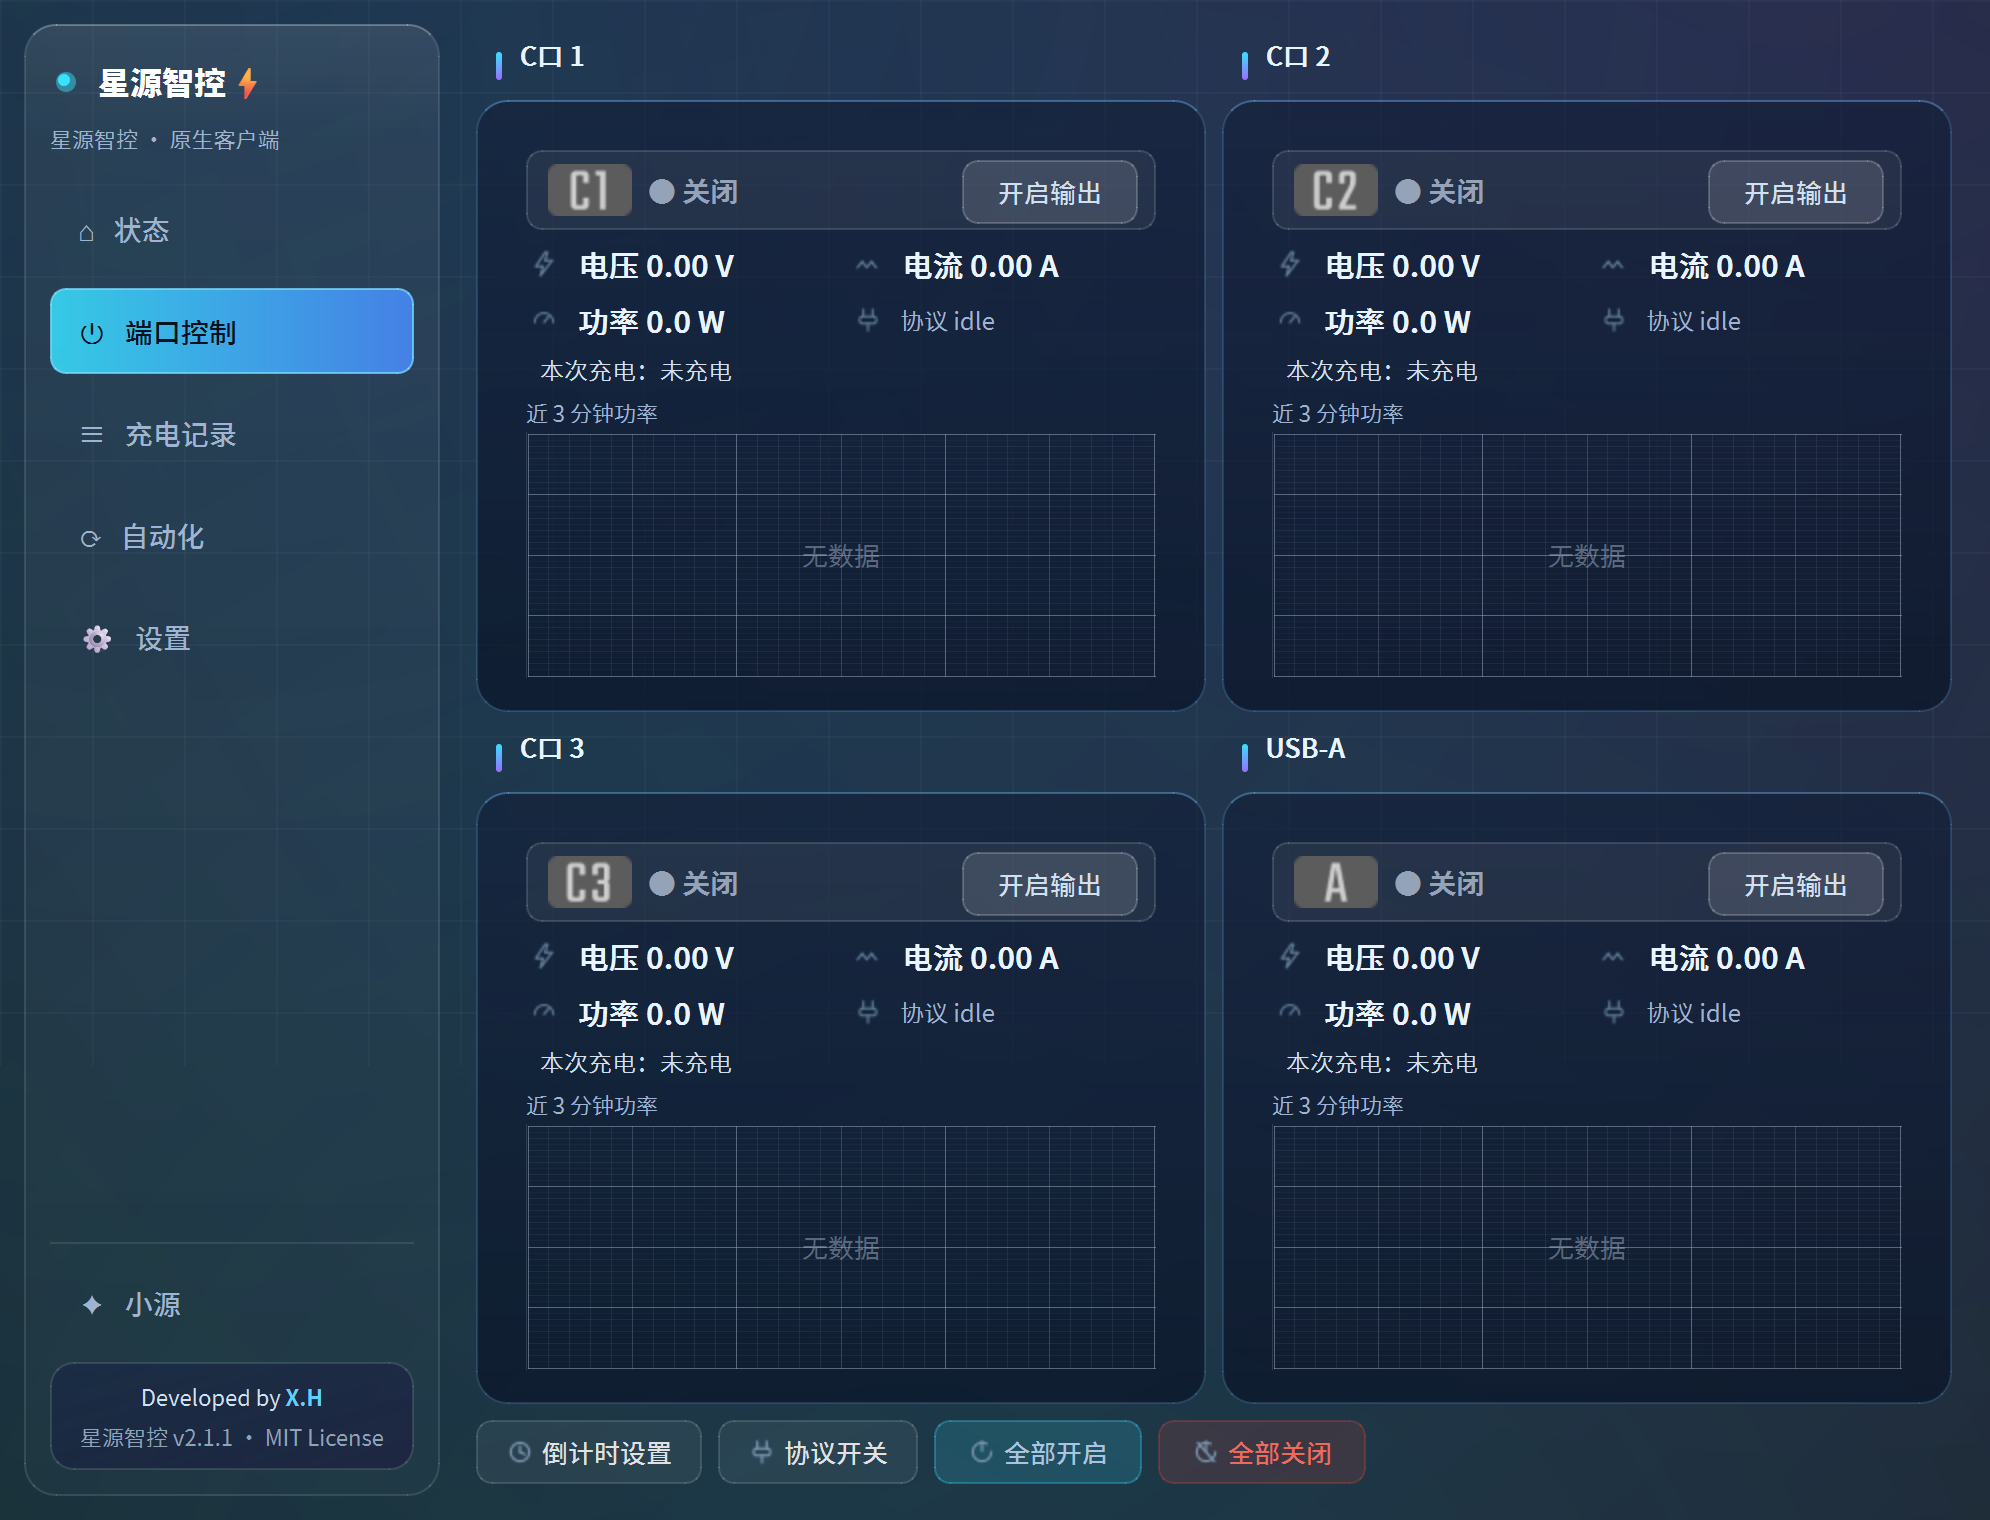 星源智控⚡
星源智控 • 原生客户端
状态
端口控制
充电记录
自动化
设置
小源
Developed by X.H
星源智控 v2.1.1 • MIT License
C口 1
C1 关闭 开启输出
电压 0.00 V 电流 0.00 A
功率 0.0 W 协议 idle
本次充电：未充电
近 3 分钟功率
无数据
C口 2
C2 关闭 开启输出
电压 0.00 V 电流 0.00 A
功率 0.0 W 协议 idle
本次充电：未充电
近 3 分钟功率
无数据
C口 3
C3 关闭 开启输出
电压 0.00 V 电流 0.00 A
功率 0.0 W 协议 idle
本次充电：未充电
近 3 分钟功率
无数据
USB-A
A 关闭 开启输出
电压 0.00 V 电流 0.00 A
功率 0.0 W 协议 idle
本次充电：未充电
近 3 分钟功率
无数据
倒计时设置 协议开关 全部开启 全部关闭